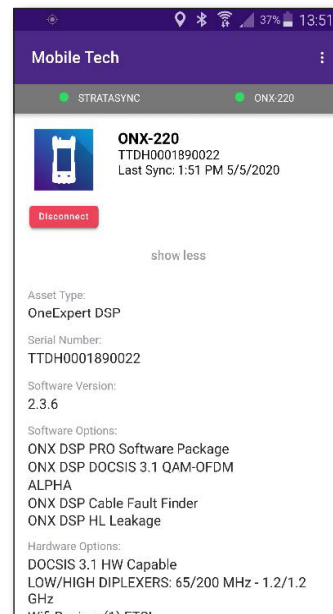 37% 13:51
Mobile Tech
STRATASYNC ONX-220
ONX-220
TTDH0001890022
Last Sync: 1:51 PM 5/5/2020
Disconnect
show less
Asset Type:
OneExpert DSP
Serial Number:
TTDH0001890022
Software Version:
2.3.6
Software Options:
ONX DSP PRO Software Package
ONX DSP DOCSIS 3.1 QAM-OFDM
ALPHA
ONX DSP Cable Fault Finder
ONX DSP HL Leakage
Hardware Options:
DOCSIS 3.1 HW Capable
LOW/HIGH DIPLEXERS: 65/200 MHz - 1.2/1.2
GHz